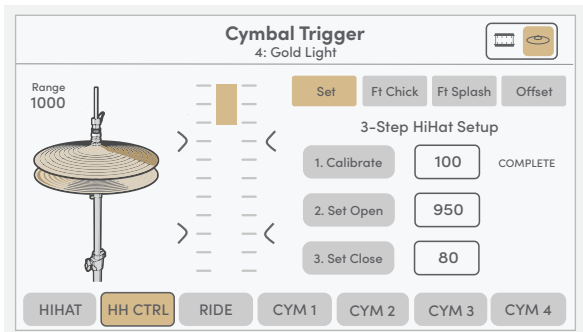 Cymbal Trigger
4: Gold Light
Range
1000
Set
Ft Chick
Ft Splash
Offset
3-Step HiHat Setup
1. Calibrate
100
COMPLETE
2. Set Open
950
3. Set Close
80
HIHAT
HH CTRL
RIDE
CYM 1
CYM 2
CYM 3
CYM 4